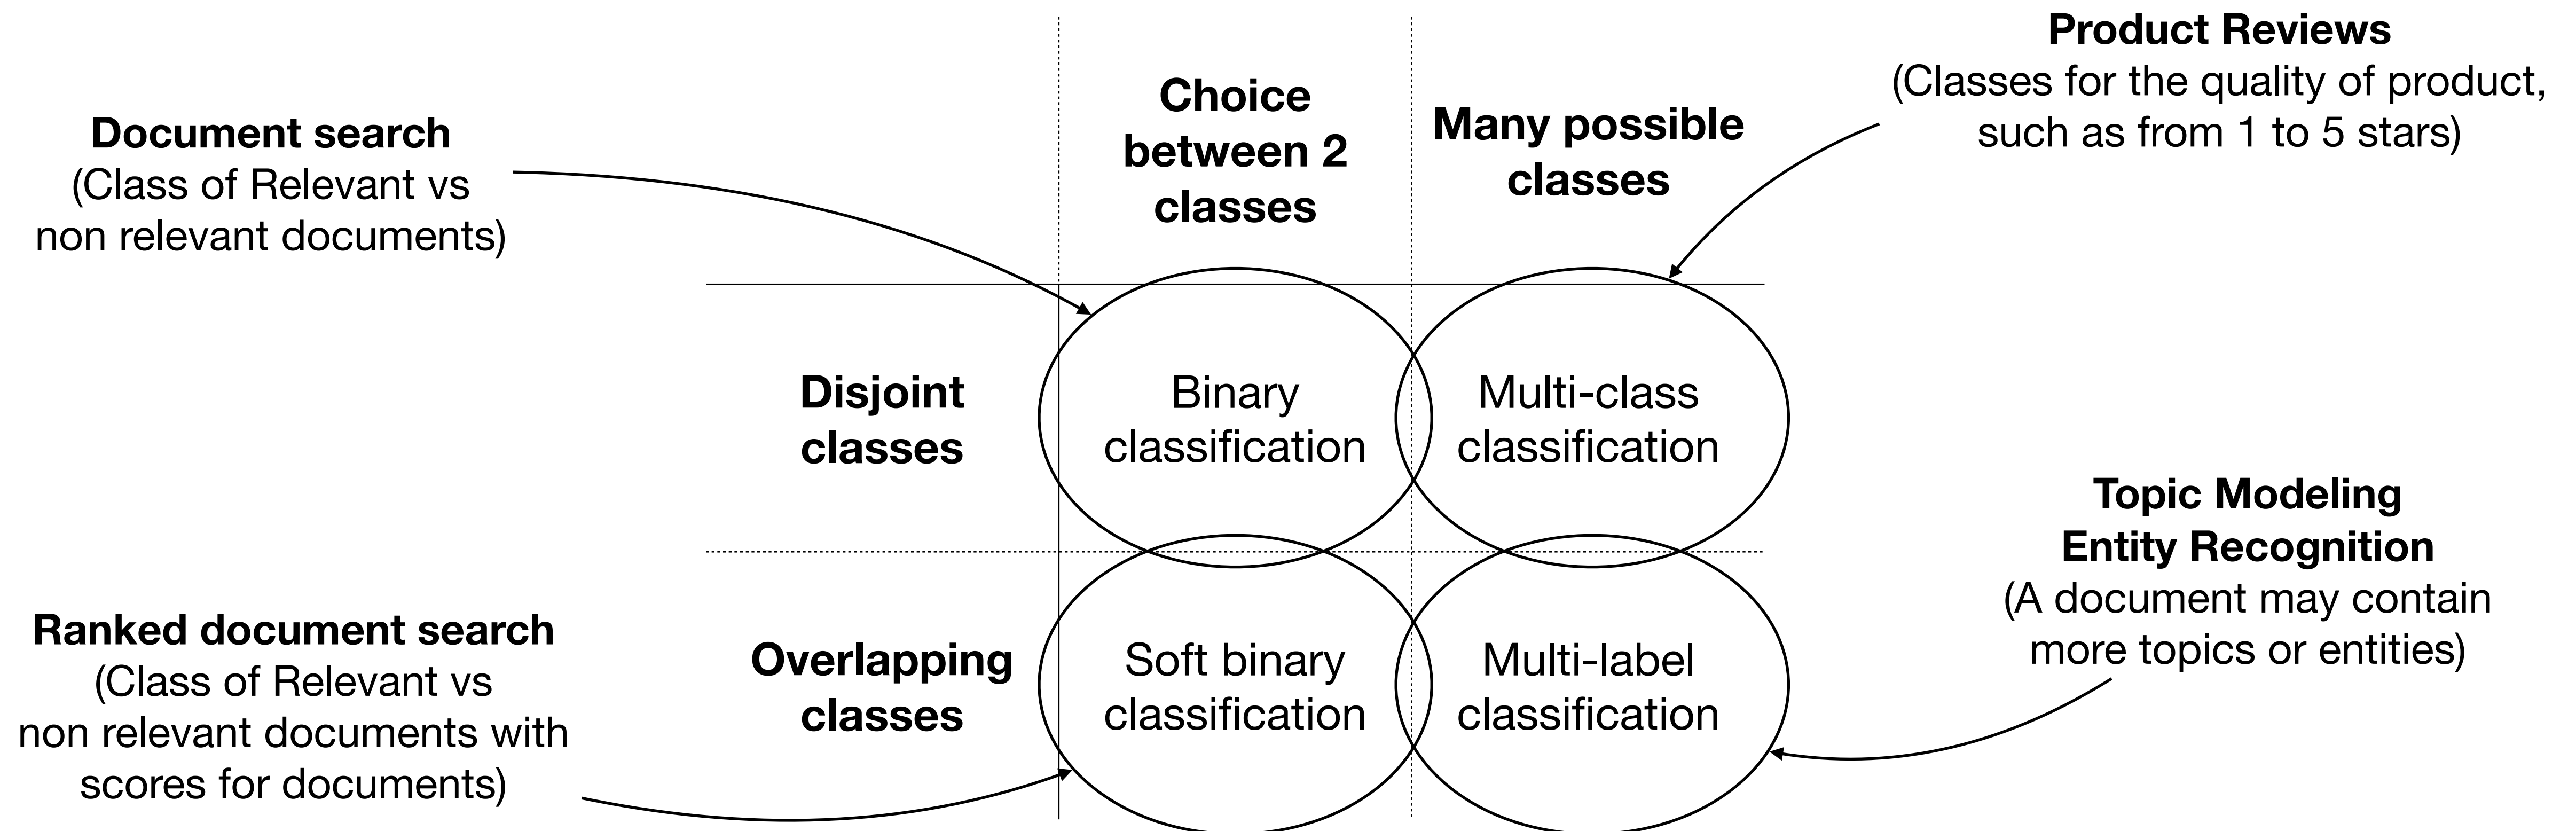 Document search
(Class of Relevant vs
non relevant documents)
Choice
between 2
classes
Many possible
classes
Product Reviews
(Classes for the quality of product,
such as from 1 to 5 stars)
Disjoint
classes
Binary
classification
Multi-class
classification
Overlapping
classes
Soft binary
classification
Multi-label
classification
Ranked document search
(Class of Relevant vs
non relevant documents with
scores for documents)
Topic Modeling
Entity Recognition
(A document may contain
more topics or entities)